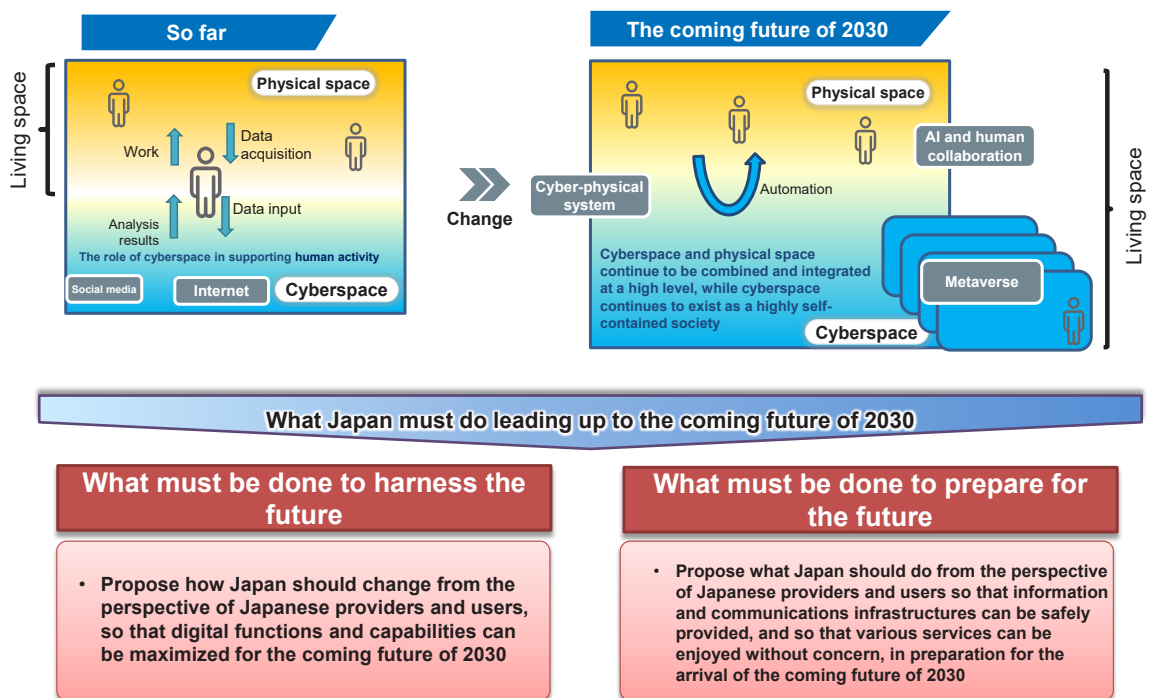 So far
Living space
Physical space
Work
Data
acquisition
Analysis
results
Data input
The role of cyberspace in supporting human activity
Social media
Internet
Cyberspace
Change
The coming future of 2030
Physical space
AI and human
collaboration
Cyber-physical
system
Automation
Cyberspace and physical space
continue to be combined and integrated
at a high level, while cyberspace
continues to exist as a highly self-
contained society
Metaverse
Cyberspace
Living space
What Japan must do leading up to the coming future of 2030
What must be done to harness the
future
• Propose how Japan should change from the
perspective of Japanese providers and users,
so that digital functions and capabilities can
be maximized for the coming future of 2030
What must be done to prepare for
the future
• Propose what Japan should do from the perspective
of Japanese providers and users so that information
and communications infrastructures can be safely
provided, and so that various services can be
enjoyed without concern, in preparation for the
arrival of the coming future of 2030